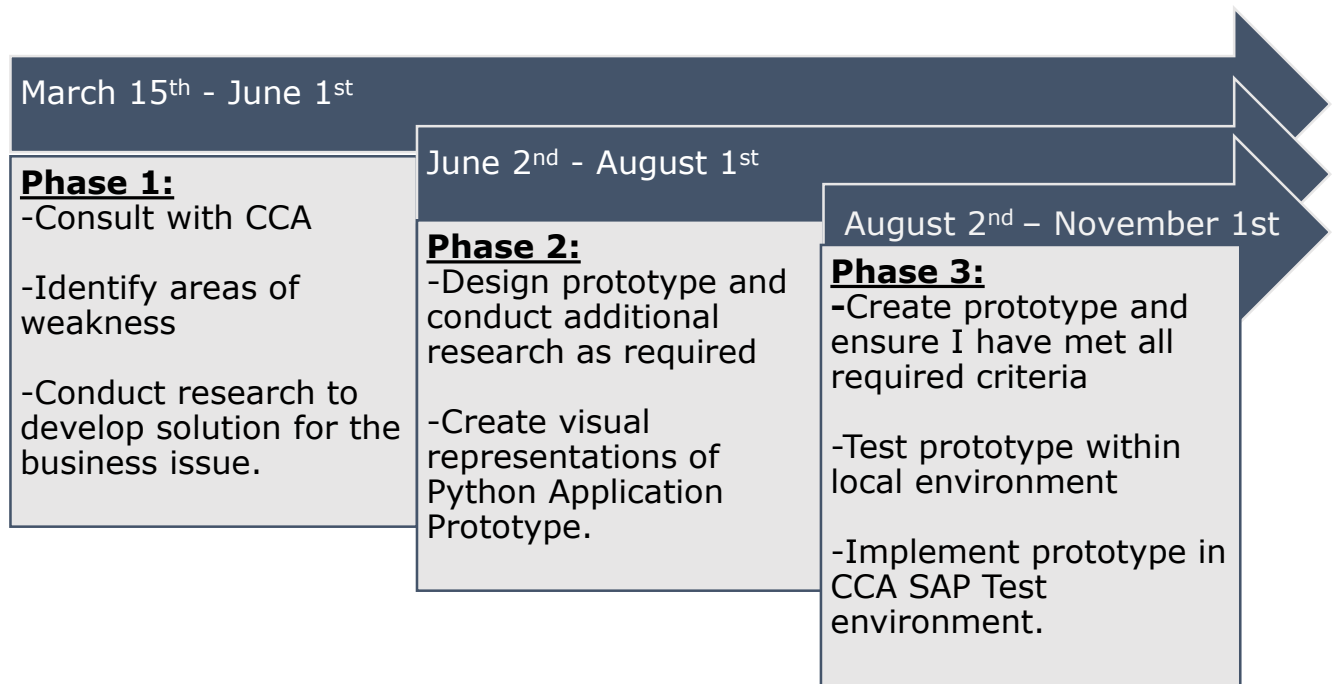 March 15th - June 1st
Phase 1:
-Consult with CCA
-Identify areas of
weakness
-Conduct research to
develop solution for the
business issue.
June 2nd - August 1st
Phase 2:
-Design prototype and
conduct additional
research as required
-Create visual
representations of
Python Application
Prototype.
August 2nd – November 1st
Phase 3:
-Create prototype and
ensure I have met all
required criteria
-Test prototype within
local environment
-Implement prototype in
CCA SAP Test
environment.